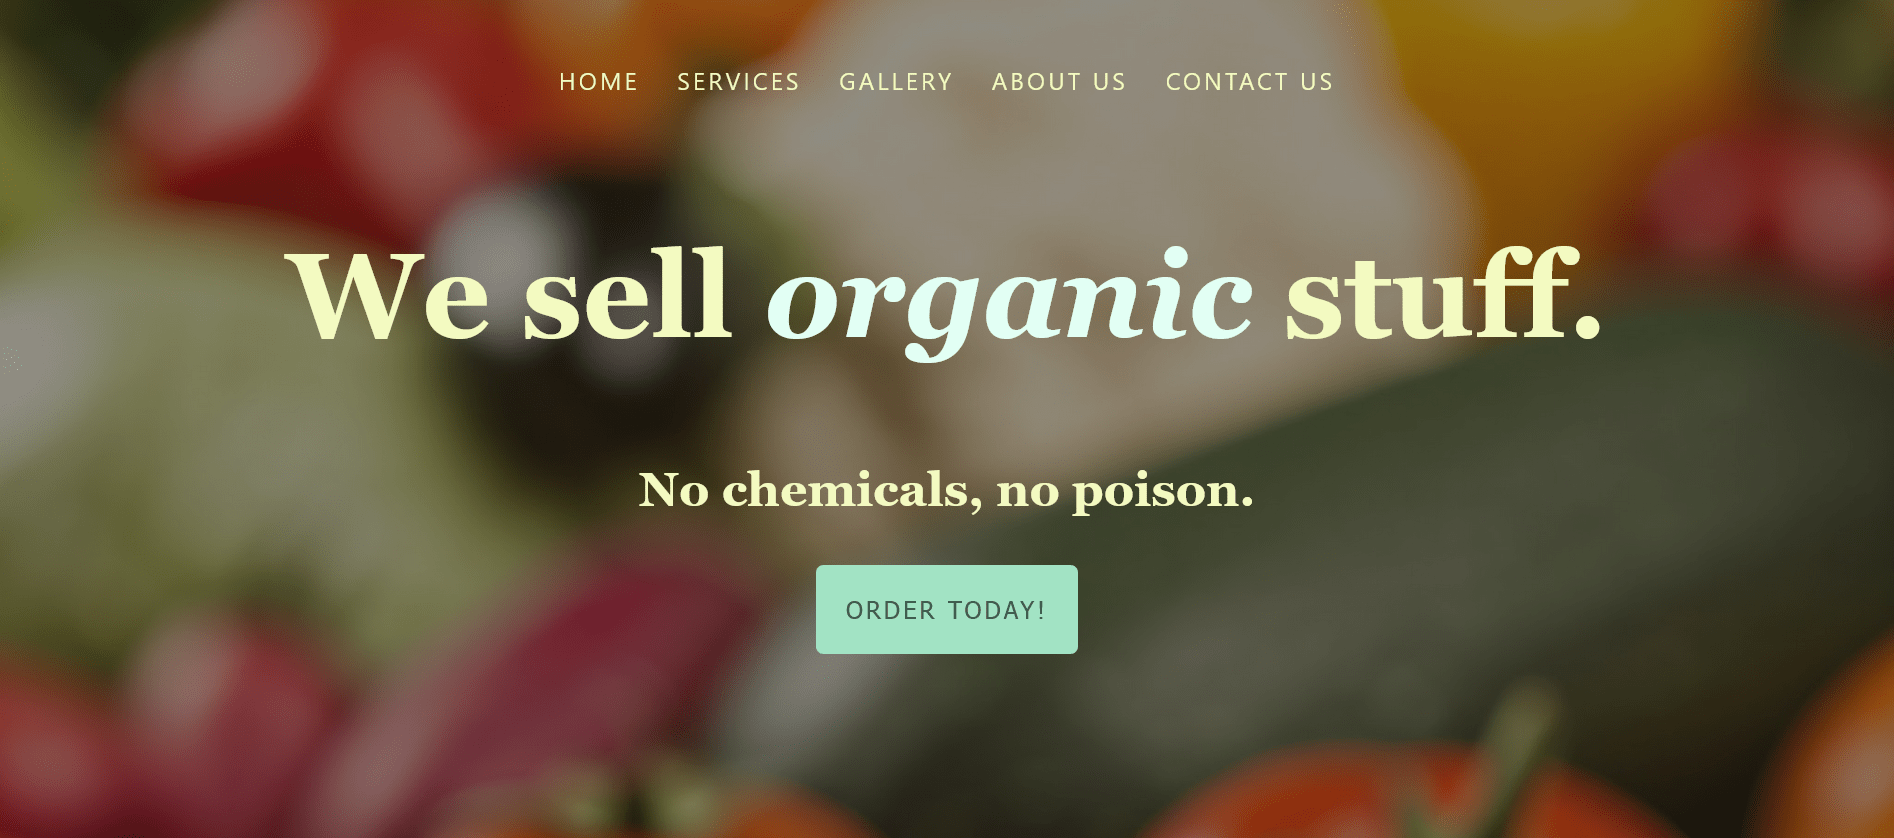 HOME SERVICES GALLERY ABOUT US CONTACT US
We sell organic stuff.
No chemicals, no poison.
ORDER TODAY!